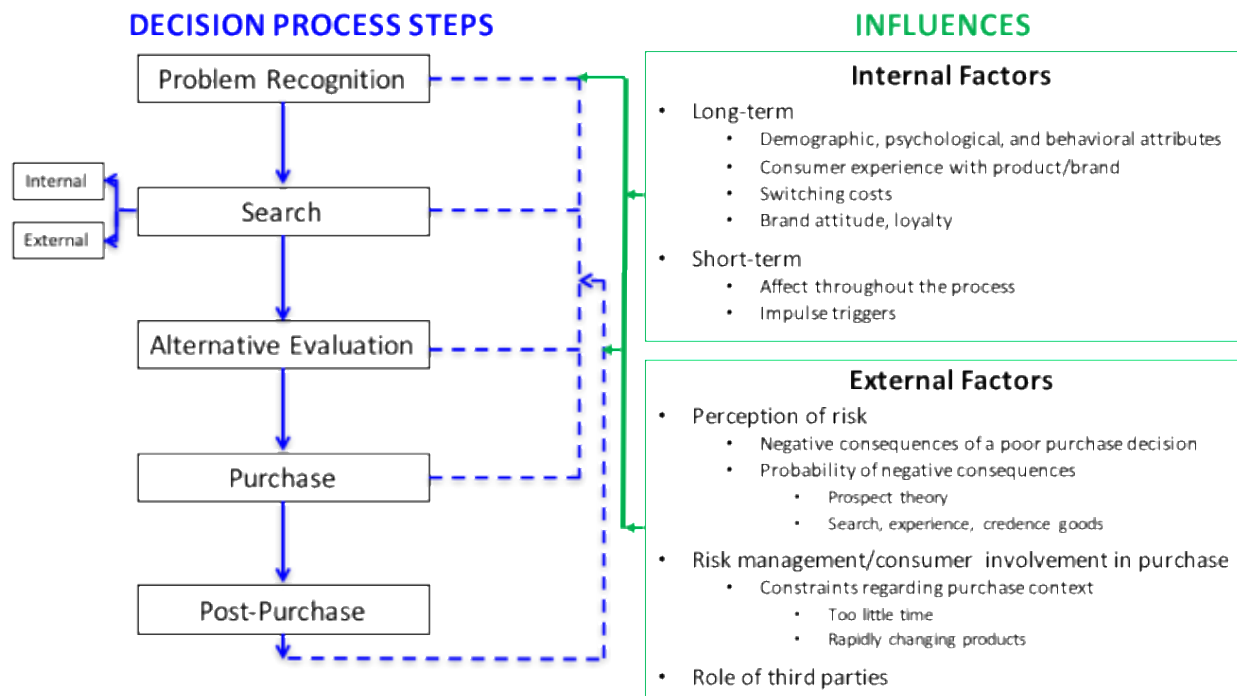 DECISION PROCESS STEPS
Problem Recognition
Internal
Search
External
Alternative Evaluation
Purchase
Post-Purchase
INFLUENCES
Internal Factors
• Long-term
• Demographic, psychological, and behavioral attributes
• Consumer experience with product/brand
• Switching costs
• Brand attitude, loyalty
• Short-term
• Affect throughout the process
• Impulse triggers
External Factors
• Perception of risk
• Negative consequences of a poor purchase decision
• Probability of negative consequences
• Prospect theory
• Search, experience, credence goods
• Risk management/consumer involvement in purchase
• Constraints regarding purchase context
• Too little time
• Rapidly changing products
• Role of third parties